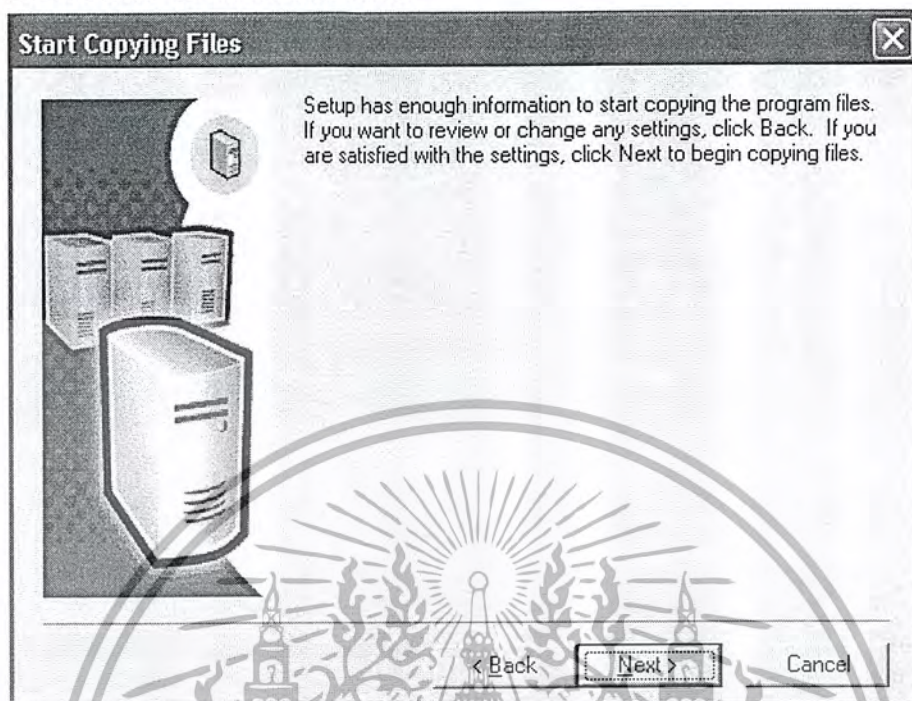 Start Copying Files
Setup has enough information to start copying the program files.
If you want to review or change any settings, click Back. If you
are satisfied with the settings, click Next to begin copying files.
< Back
Next >
Cancel